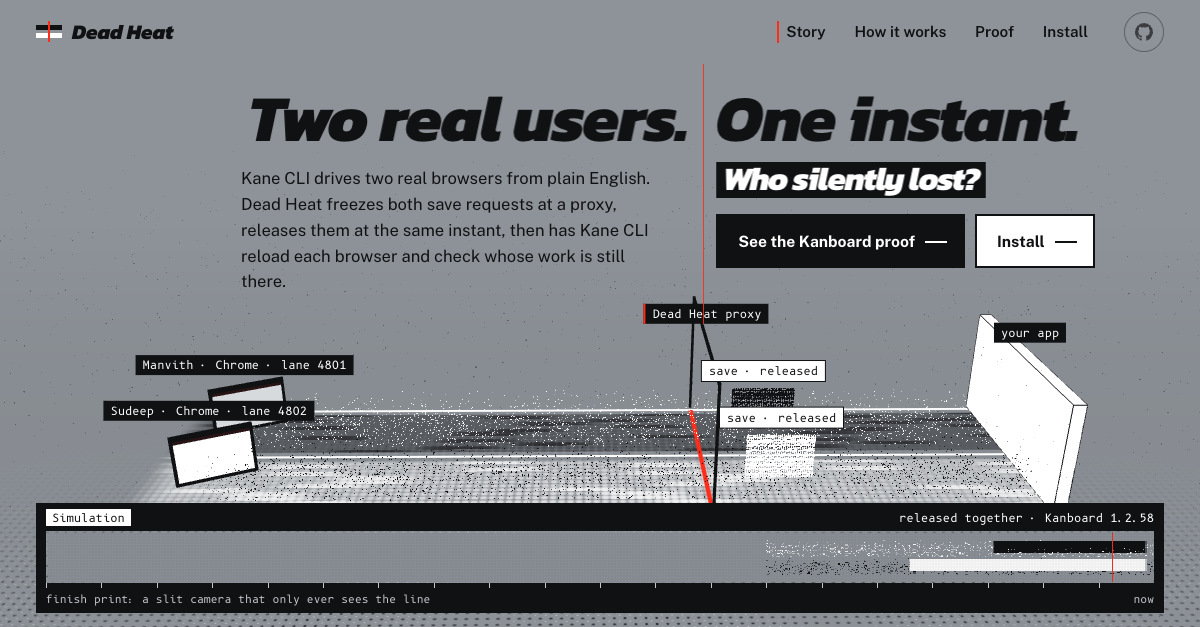 Dead Heat
Story
How it works
Proof
Install
Two real users.
One instant.
Who silently lost?
Kane CLI drives two real browsers from plain English.
Dead Heat freezes both save requests at a proxy,
releases them at the same instant, then has Kane CLI
reload each browser and check whose work is still
there.
See the Kanboard proof
Install
Dead Heat proxy
your app
Manvith · Chrome · lane 4801
save · released
Sudeep · Chrome · lane 4802
save · released
Simulation
released together · Kanboard 1.2.58
finish print: a slit camera that only ever sees the line
now